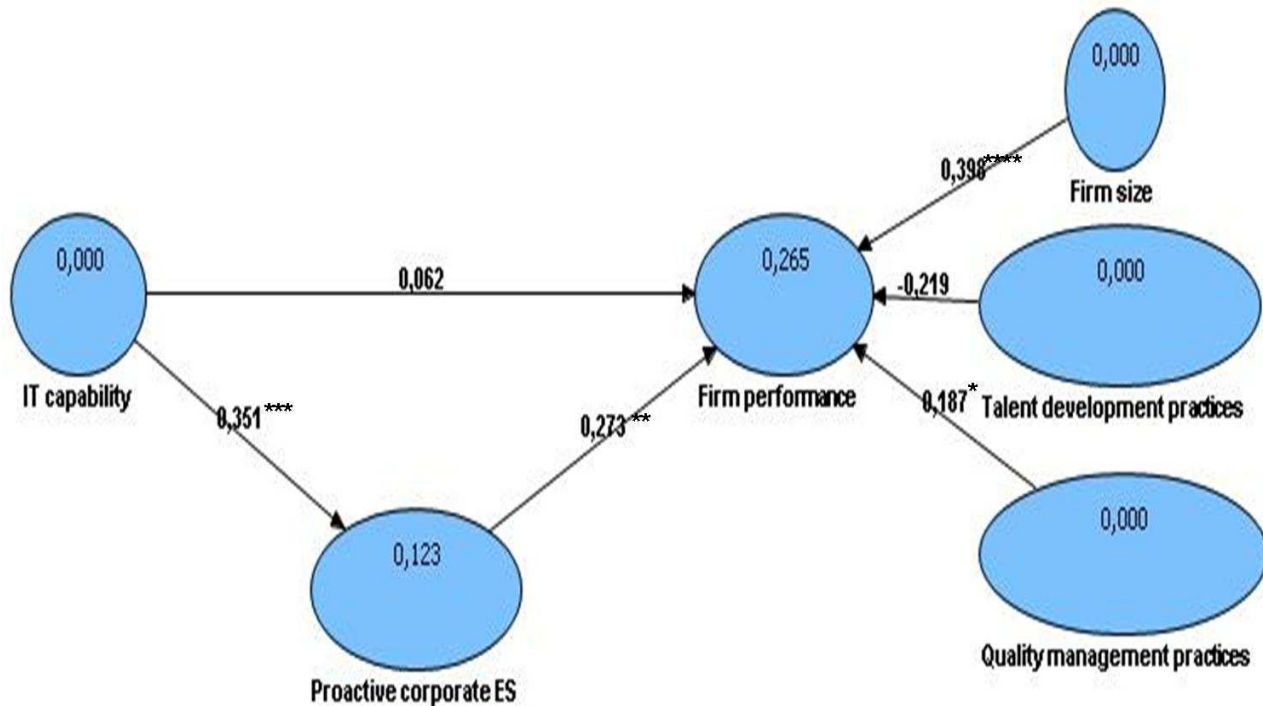 0,000
0,398****
Firm size
0,000
0,062
0,265
-0,219
0,000
IT capability
Firm performance
0,187*
Talent development practices
0,351***
0,273**
0,123
0,000
Proactive corporate ES
Quality management practices